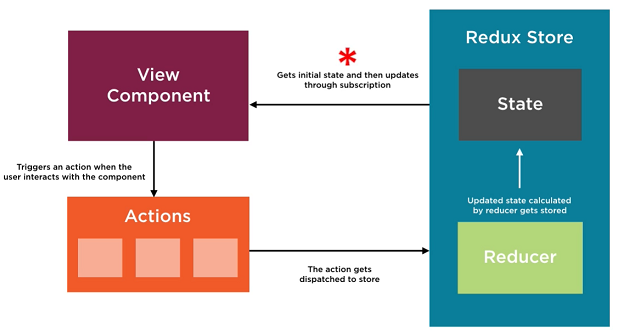 View
Component
*
Gets initial state and then updates
through subscription
Redux Store
State
Triggers an action when the
user interacts with the component
Updated state calculated
by reducer gets stored
Actions
Reducer
The action gets
dispatched to store